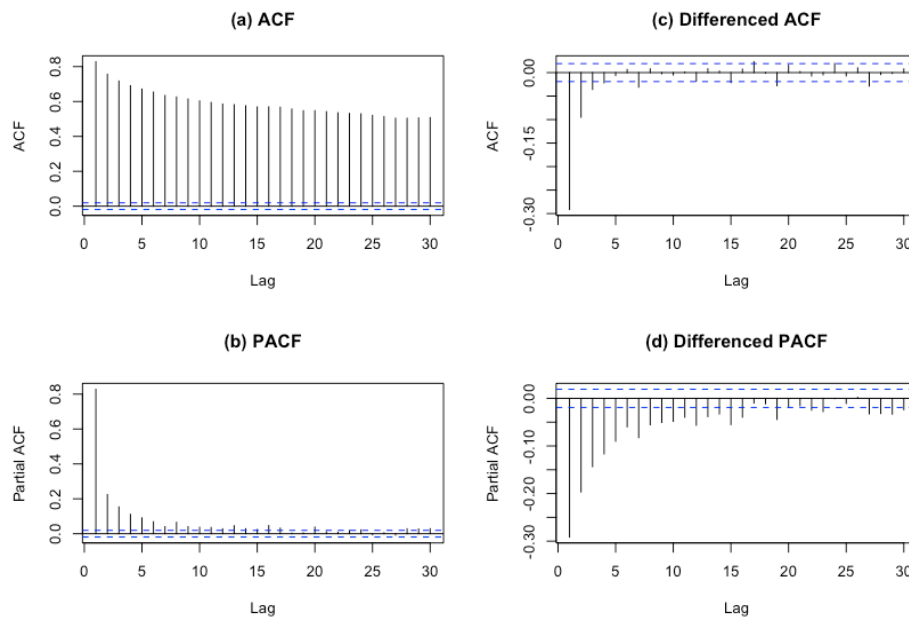 (a) ACF
ACF
0.0 0.2 0.4 0.6 0.8
0 5 10 15 20 25 30
Lag
(c) Differenced ACF
ACF
-0.30 -0.15 0.00
0 5 10 15 20 25 30
Lag
(b) PACF
Partial ACF
0.0 0.2 0.4 0.6 0.8
0 5 10 15 20 25 30
Lag
(d) Differenced PACF
Partial ACF
-0.30 -0.20 -0.10 0.00
0 5 10 15 20 25 30
Lag